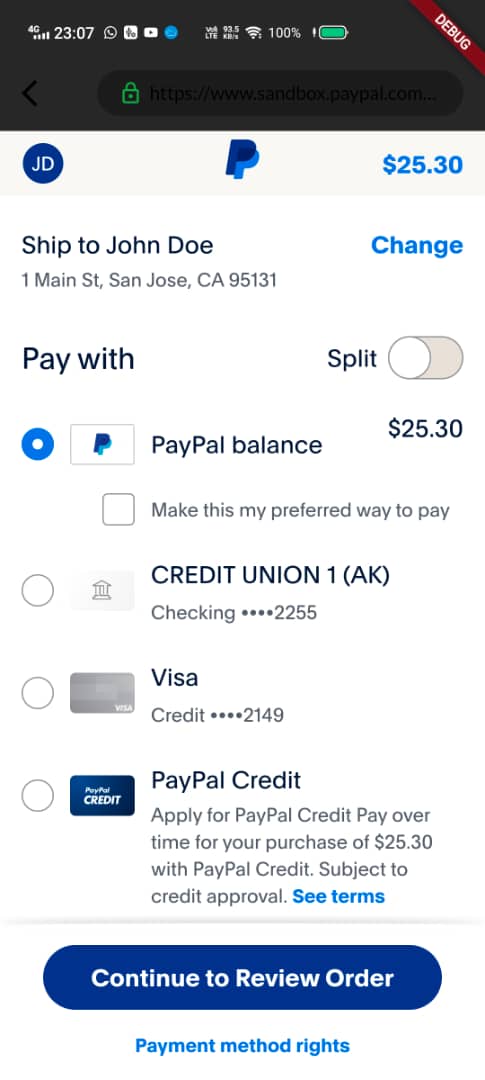 4G 23:07 VoI LTE 93.5 KB/s 100%
DEBUG
https://www.sandbox.paypal.com...
JD $25.30
Ship to John Doe Change
1 Main St, San Jose, CA 95131
Pay with Split
PayPal balance $25.30
Make this my preferred way to pay
CREDIT UNION 1 (AK)
Checking ••••2255
VISA
Visa
Credit ••••2149
PayPal
CREDIT
PayPal Credit
Apply for PayPal Credit Pay over
time for your purchase of $25.30
with PayPal Credit. Subject to
credit approval. See terms
Continue to Review Order
Payment method rights